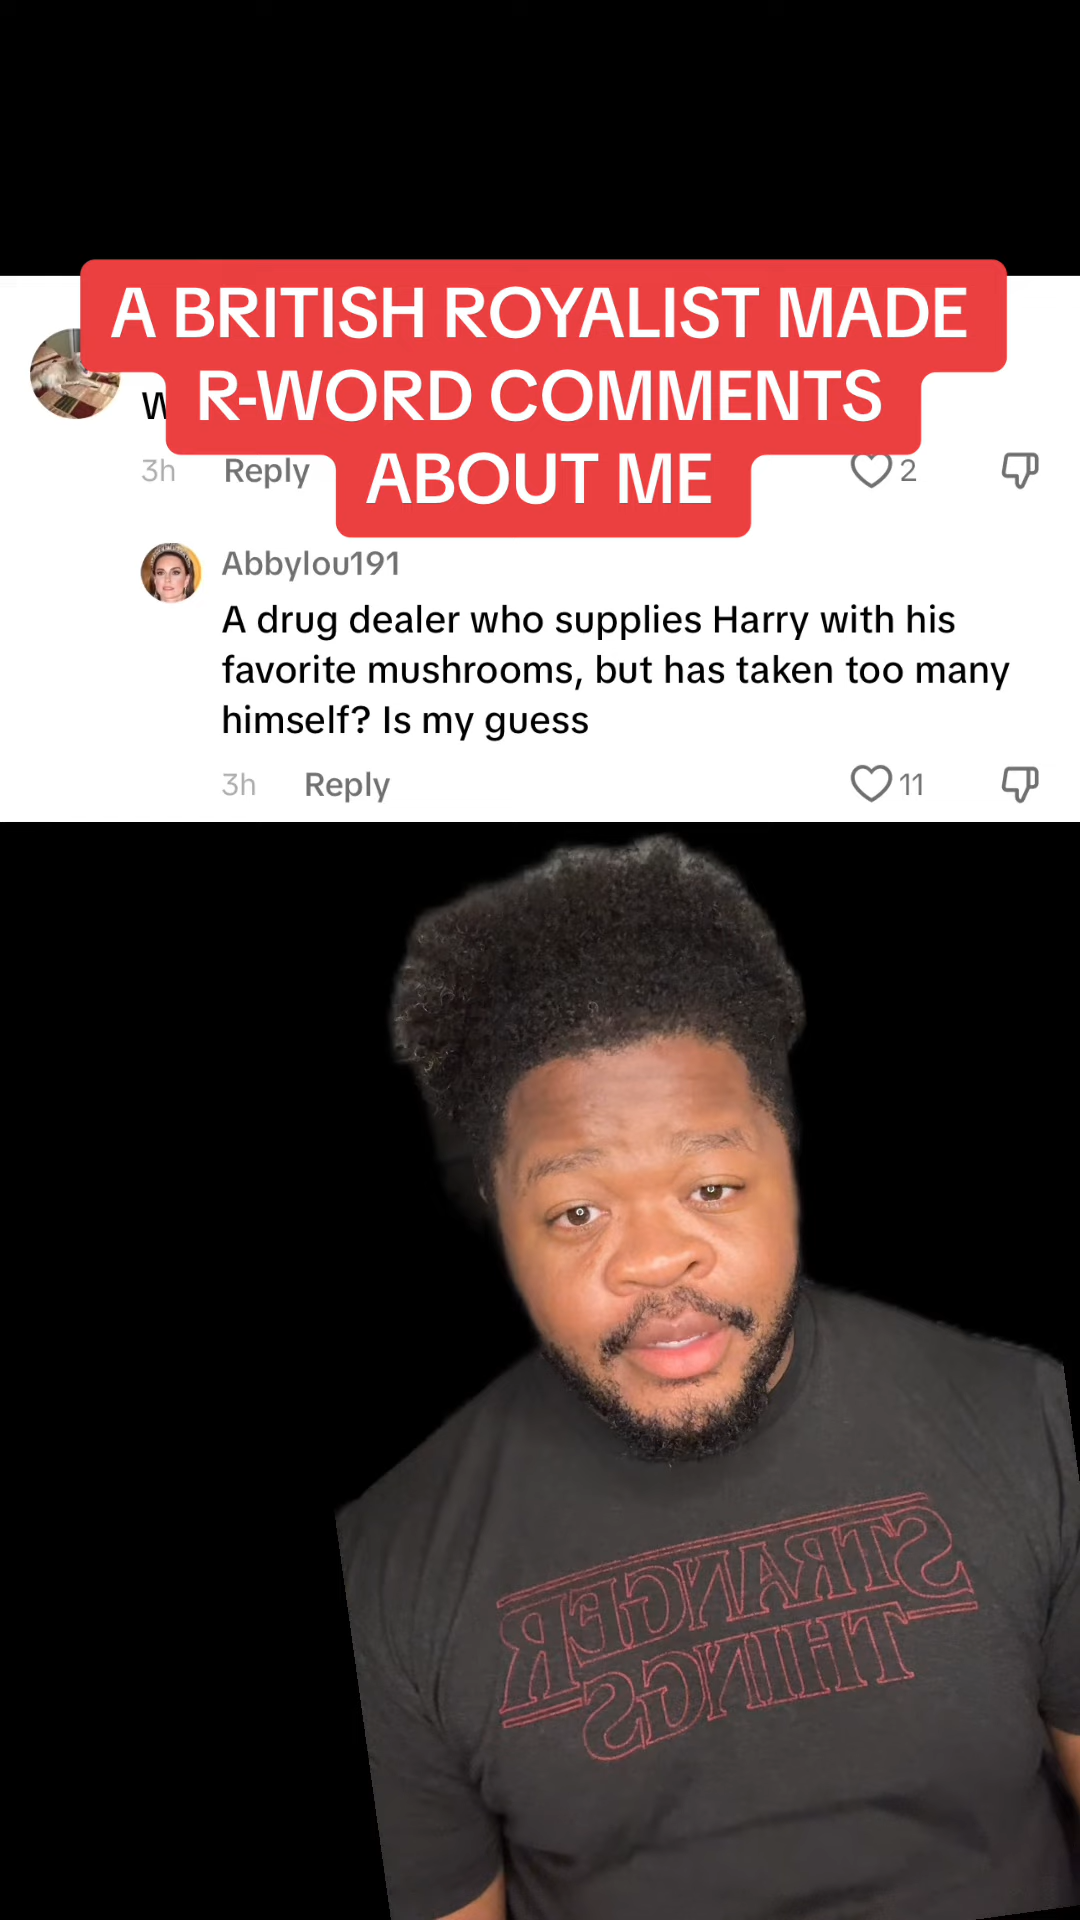 A BRITISH ROYALIST MADE
R-WORD COMMENTS
ABOUT ME
W
3h Reply 2
Abbylou191
A drug dealer who supplies Harry with his
favorite mushrooms, but has taken too many
himself? Is my guess
3h Reply 11
STRANGER
THINGS